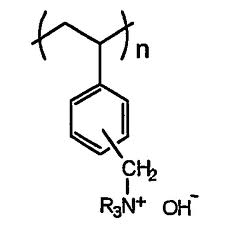 n
CH₂
R₃N⁺ OH⁻